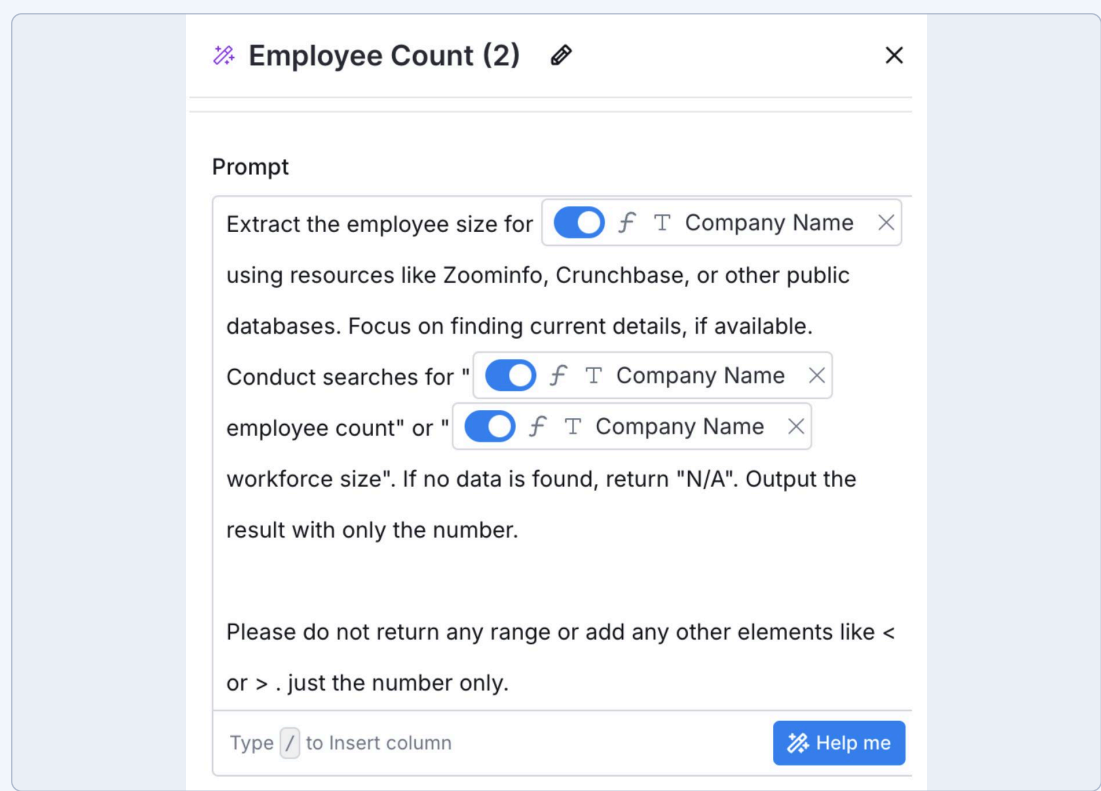 Employee Count (2)
Prompt
Extract the employee size for f T Company Name
using resources like Zoominfo, Crunchbase, or other public
databases. Focus on finding current details, if available.
Conduct searches for " f T Company Name
employee count" or " f T Company Name
workforce size". If no data is found, return "N/A". Output the
result with only the number.
Please do not return any range or add any other elements like <
or > . just the number only.
Type / to Insert column
Help me